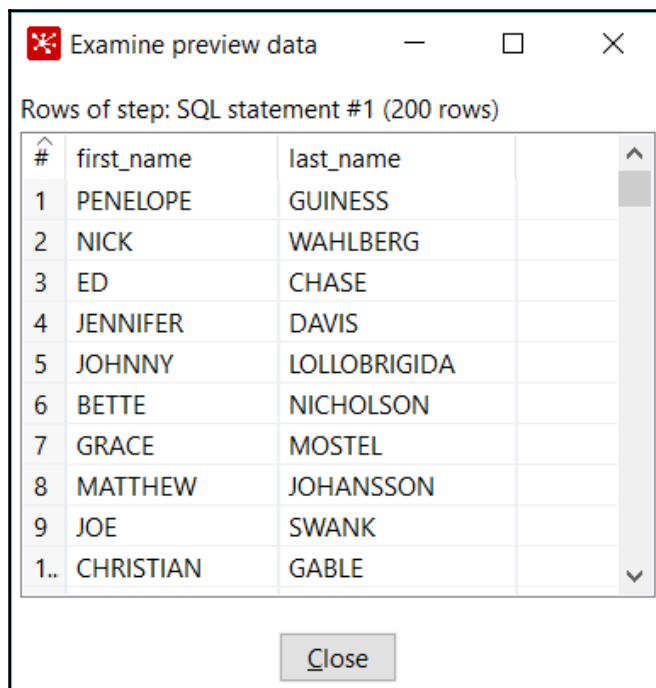 Examine preview data
Rows of step: SQL statement #1 (200 rows)
# first_name last_name
1 PENELOPE GUINESS
2 NICK WAHLBERG
3 ED CHASE
4 JENNIFER DAVIS
5 JOHNNY LOLLOBRIGIDA
6 BETTE NICHOLSON
7 GRACE MOSTEL
8 MATTHEW JOHANSSON
9 JOE SWANK
1.. CHRISTIAN GABLE
Close